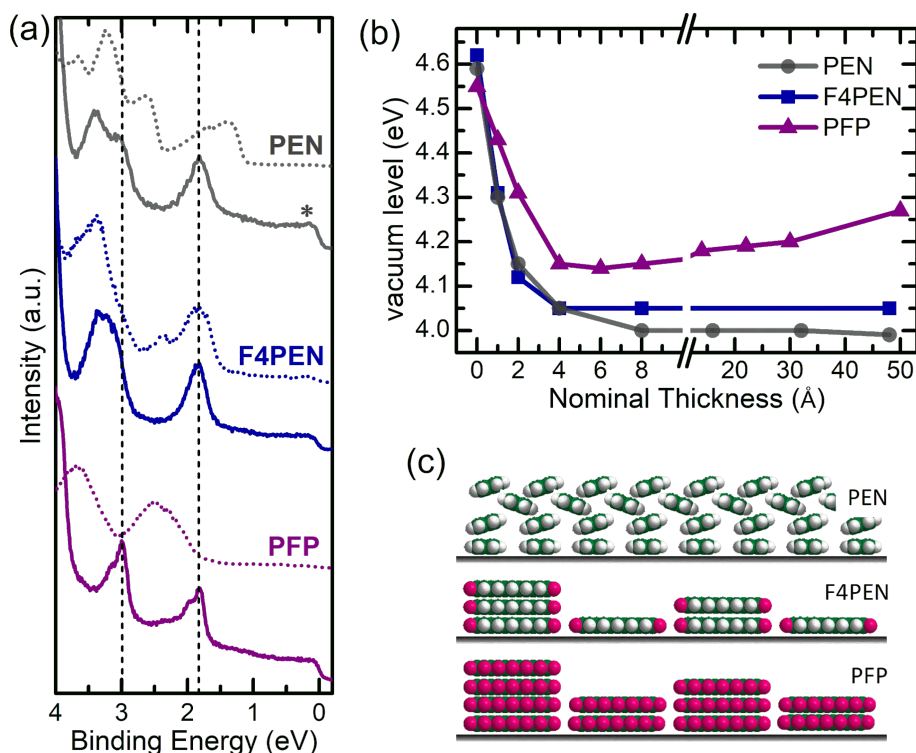 (a)
PEN
*
F4PEN
PFP
Intensity (a.u.)
4 3 2 1 0
Binding Energy (eV)
(b)
4.6
4.5
4.4
4.3
4.2
4.1
4.0
vacuum level (eV)
PEN
F4PEN
PFP
0 2 4 6 8 20 30 40 50
Nominal Thickness (Å)
(c)
PEN
F4PEN
PFP